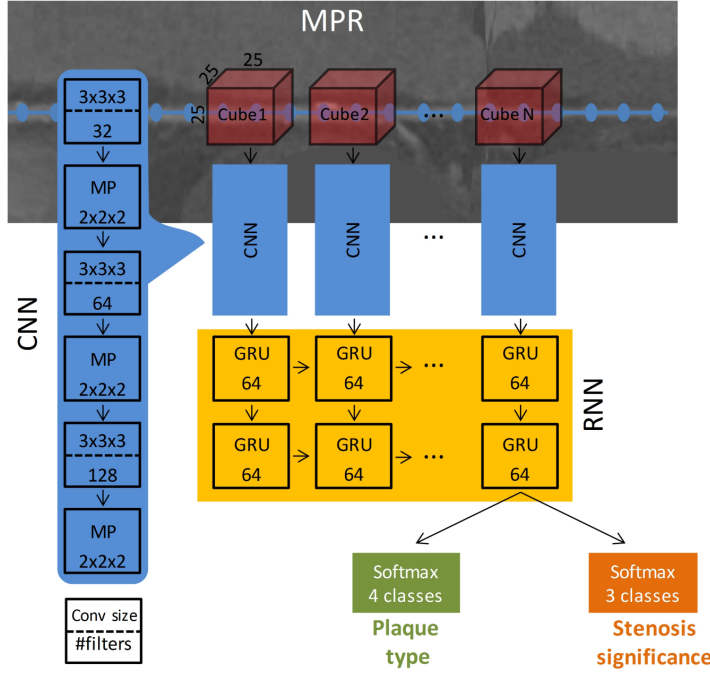 MPR
25
25
25
Cube1
Cube2
...
Cube N
3x3x3
32
MP
2x2x2
3x3x3
64
MP
2x2x2
3x3x3
128
MP
2x2x2
CNN
Conv size
#filters
CNN
CNN
...
CNN
GRU
64
GRU
64
...
GRU
64
GRU
64
GRU
64
...
GRU
64
RNN
Softmax
4 classes
Plaque
type
Softmax
3 classes
Stenosis
significance